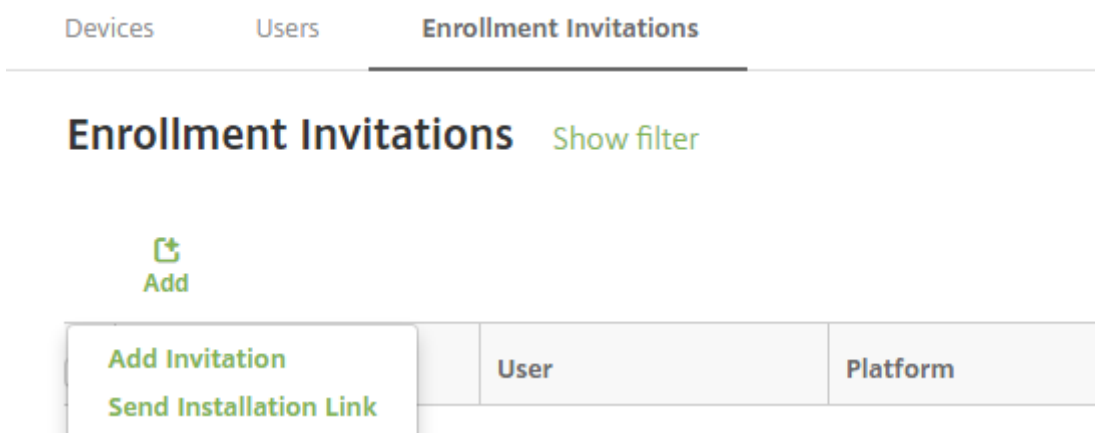 Devices Users Enrollment Invitations
Enrollment Invitations Show filter
Add
Add Invitation User Platform
Send Installation Link